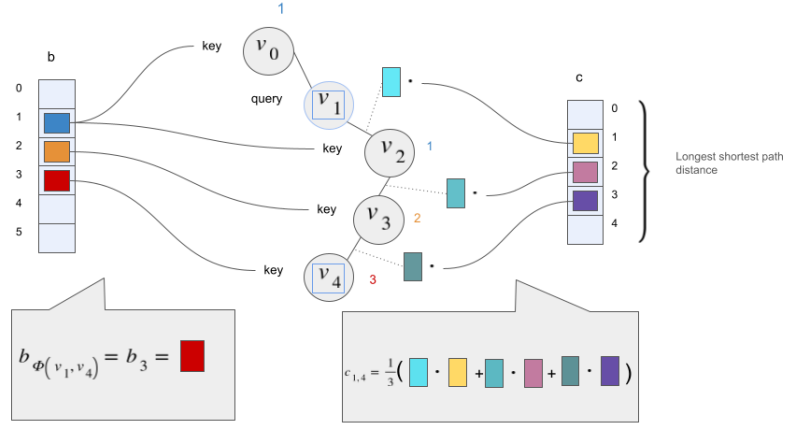 1
b
key
v₀
c
query
v₁
key
v₂
1
key
v₃
2
key
v₄
3
0
1
2
3
4
5
·
·
·
0
1
2
3
4
Longest shortest path
distance
b_Φ(v₁, v₄) = b₃ =
c₁,₄ = 1/3 ( · + · + · )